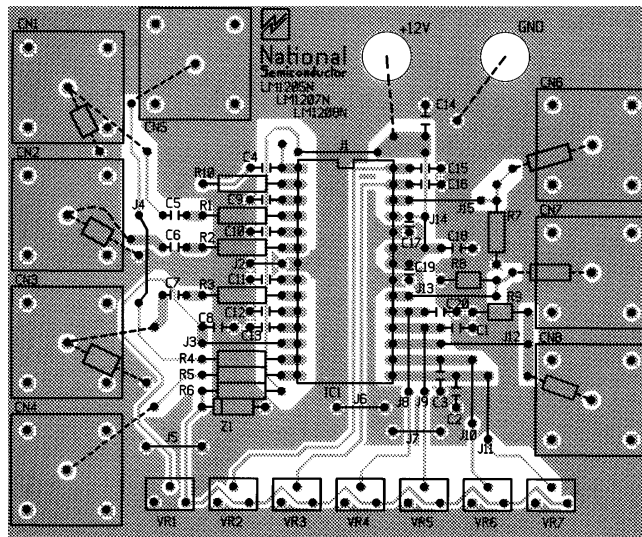 CN1
+12V
GND
National
Semiconductor
LM1205N
LM1207N
LM1209N
CN5
CN6
C14
CN2
C4
J1
R10
C15
C16
C9
J4
C5
R1
J15
R7
CN7
J14
C10
C6
R2
C17
C18
J2
CN3
C11
C19
R8
C7
R3
J13
C12
C20
R9
C8
C13
C1
J3
J12
CN8
R4
R5
R6
CN4
Z1
IC1
J6
J8
J9
C3
C2
J10
J5
J7
J11
VR1
VR2
VR3
VR4
VR5
VR6
VR7